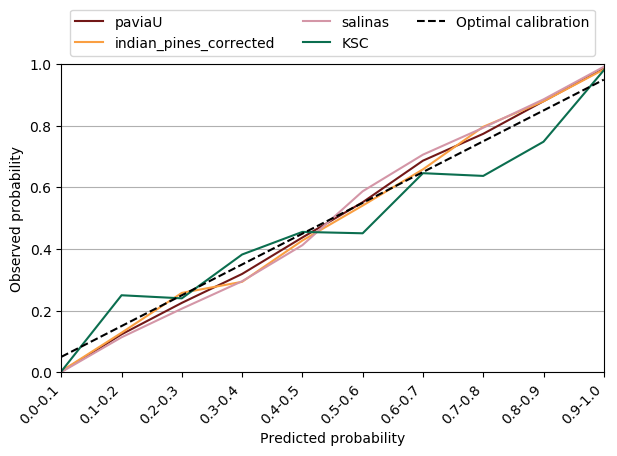 paviaU
indian_pines_corrected
salinas
KSC
Optimal calibration
Observed probability
1.0
0.8
0.6
0.4
0.2
0.0
0.0-0.1
0.1-0.2
0.2-0.3
0.3-0.4
0.4-0.5
0.5-0.6
0.6-0.7
0.7-0.8
0.8-0.9
0.9-1.0
Predicted probability